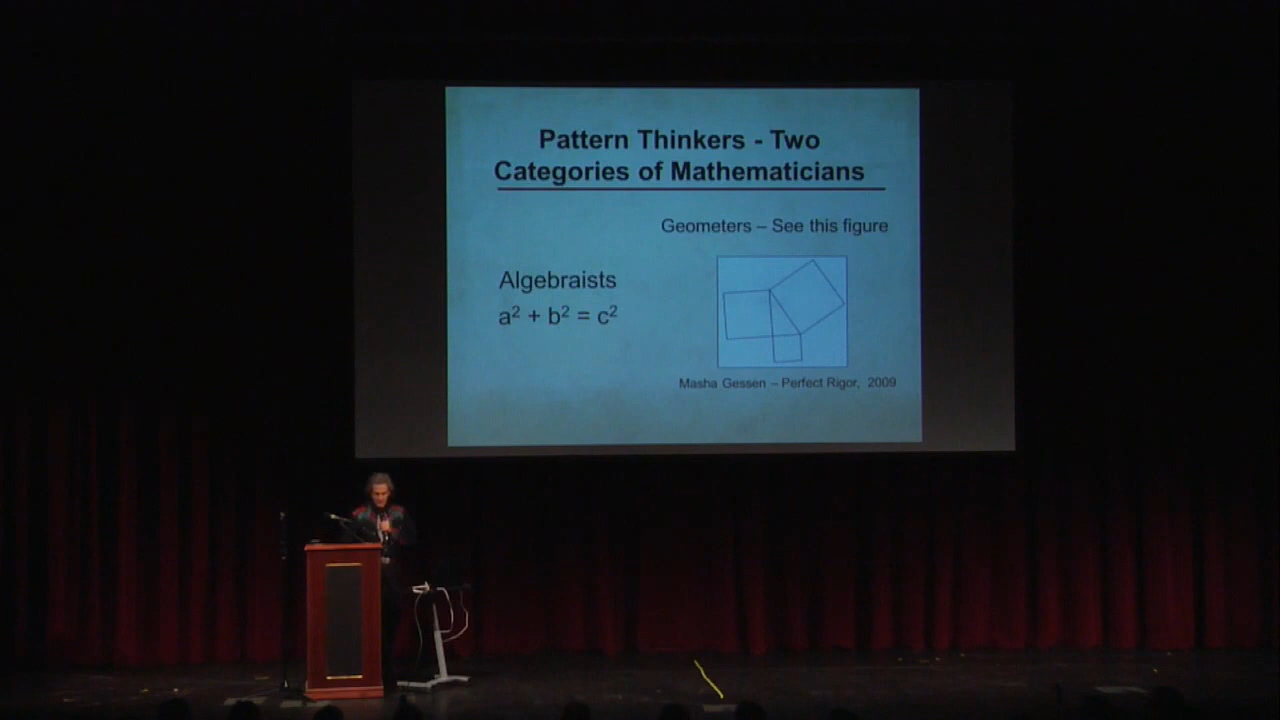 Pattern Thinkers - Two
Categories of Mathematicians
Geometers – See this figure
Algebraists
a² + b² = c²
Masha Gessen – Perfect Rigor, 2009